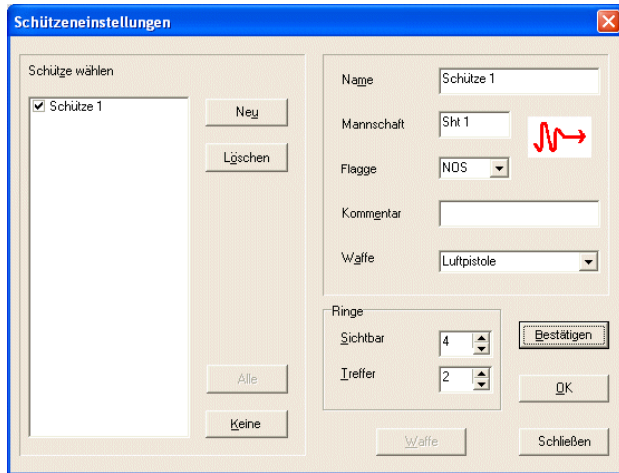 Schützeneinstellungen
Schütze wählen
Schütze 1
Neu
Löschen
Alle
Keine
Name
Schütze 1
Mannschaft
Sht 1
Flagge
NOS
Kommentar
Waffe
Luftpistole
Ringe
Sichtbar
4
Treffer
2
Bestätigen
OK
Waffe
Schließen